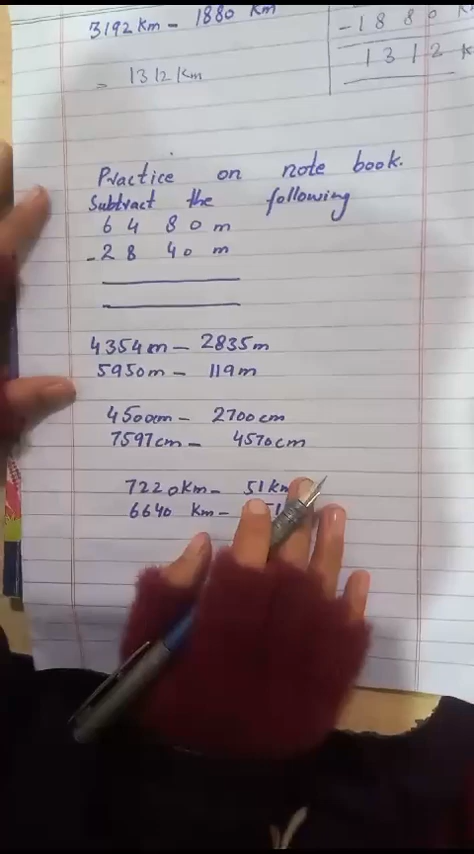 3192 Km - 1880 Km
= 1312 Km
- 1 8 8 0
1 3 1 2 K
Practice on note book.
Subtract the following
6 4 8 0 m
- 2 8 4 0 m
4354 m - 2835 m
5950 m - 119 m
4500 cm - 2700 cm
7597 cm - 4570 cm
7220 Km - 51 Km
6640 Km -